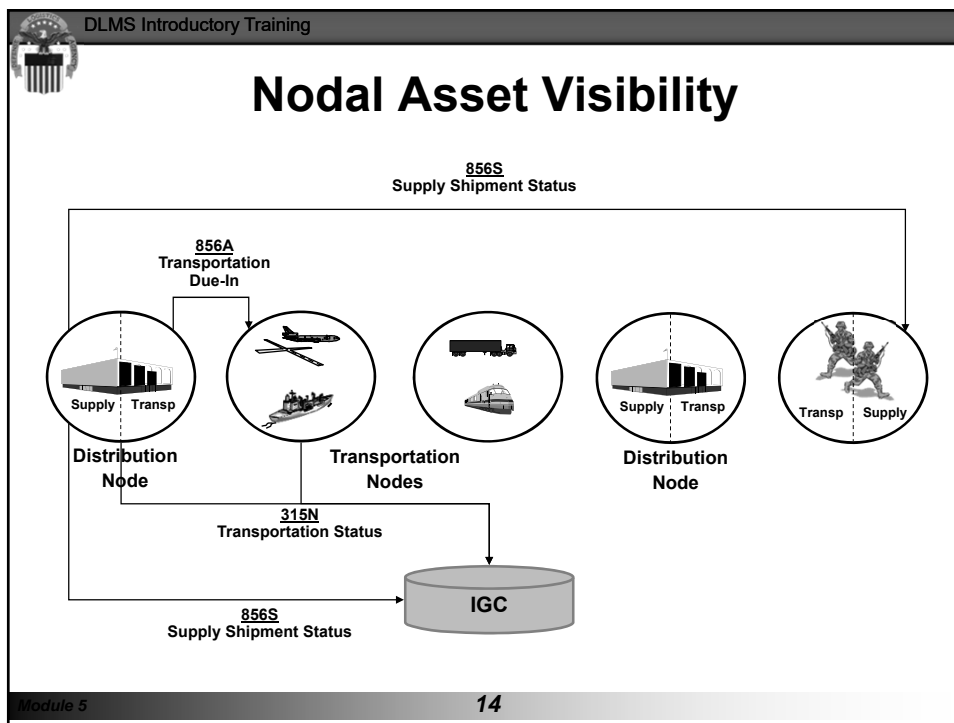 DLMS Introductory Training
Nodal Asset Visibility
856S
Supply Shipment Status
856A
Transportation
Due-In
Supply Transp
Supply Transp
Transp Supply
Distribution
Node
Transportation
Nodes
Distribution
Node
315N
Transportation Status
IGC
856S
Supply Shipment Status
Module 5
14